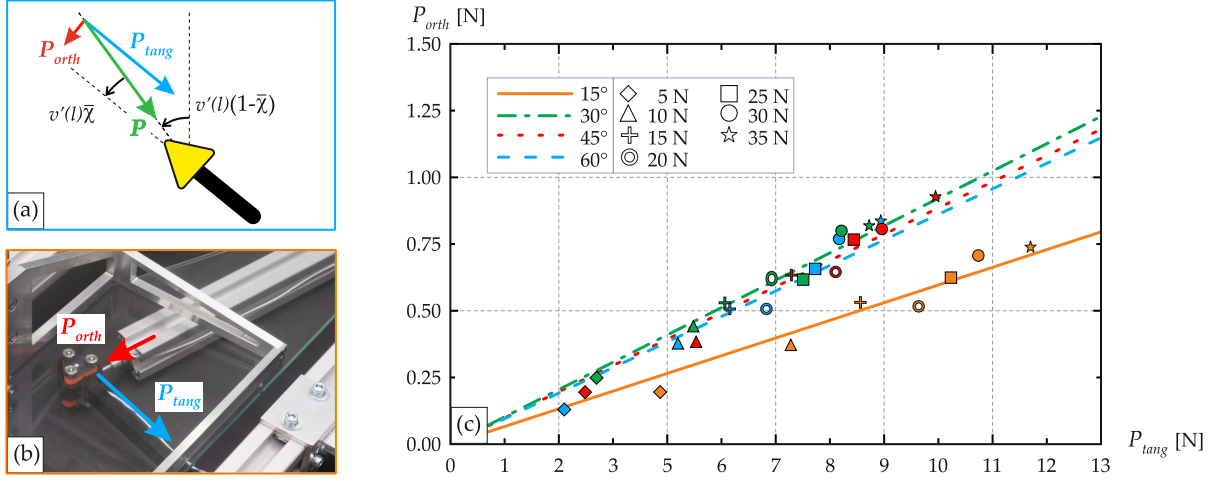 (a)
P_orth
P_tang
P
v'(l)χ̄
v'(l)(1-χ̄)
(b)
P_orth
P_tang
P_orth [N]
1.50
1.25
1.00
0.75
0.50
0.25
0.00
15°
30°
45°
60°
5 N
10 N
15 N
20 N
25 N
30 N
35 N
(c)
0 1 2 3 4 5 6 7 8 9 10 11 12 13
P_tang [N]